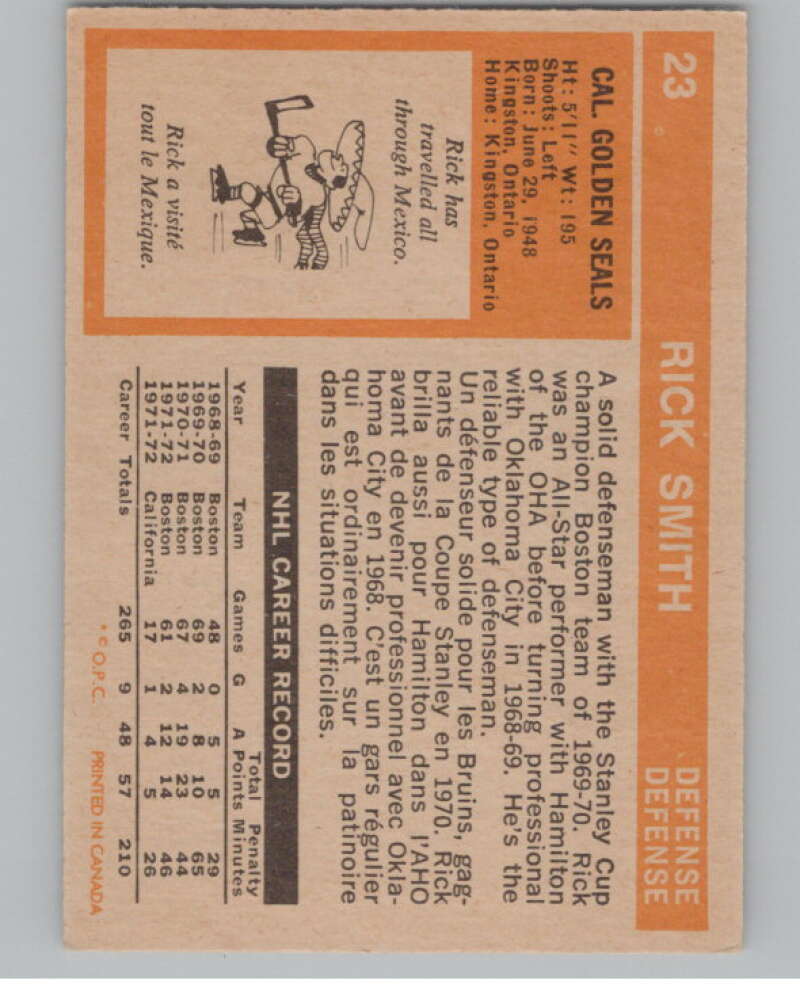 23 RICK SMITH DEFENSE
DEFENSE
CAL. GOLDEN SEALS
Ht: 5'11" Wt: 195
Shoots: Left
Born: June 29, 1948
Kingston, Ontario
Home: Kingston, Ontario
Rick has
travelled all
through Mexico.
Rick a visité
tout le Mexique.
A solid defenseman with the Stanley Cup
champion Boston team of 1969-70. Rick
was an All-Star performer with Hamilton
of the OHA before turning professional
with Oklahoma City in 1968-69. He's the
reliable type of defenseman.
Un défenseur solide pour les Bruins, gag-
nants de la Coupe Stanley en 1970. Rick
brilla aussi pour Hamilton dans l'AHO
avant de devenir professionnel avec Okla-
homa City en 1968. C'est un gars régulier
qui est ordinairement sur la patinoire
dans les situations difficiles.
NHL CAREER RECORD
Total Penalty
Year Team Games G A Points Minutes
1968-69 Boston 48 0 5 5 29
1969-70 Boston 69 2 8 10 65
1970-71 Boston 67 4 19 23 44
1971-72 Boston 61 2 12 14 46
1971-72 California 17 1 4 5 26
Career Totals 265 9 48 57 210
* © O.P.C. PRINTED IN CANADA